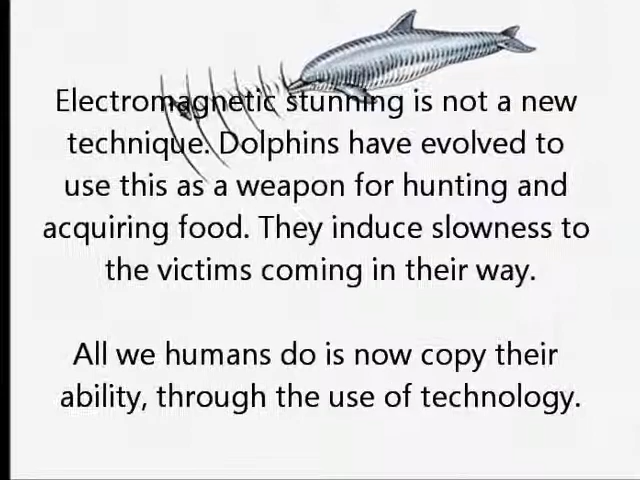 Electromagnetic stunning is not a new
technique. Dolphins have evolved to
use this as a weapon for hunting and
acquiring food. They induce slowness to
the victims coming in their way.
All we humans do is now copy their
ability, through the use of technology.